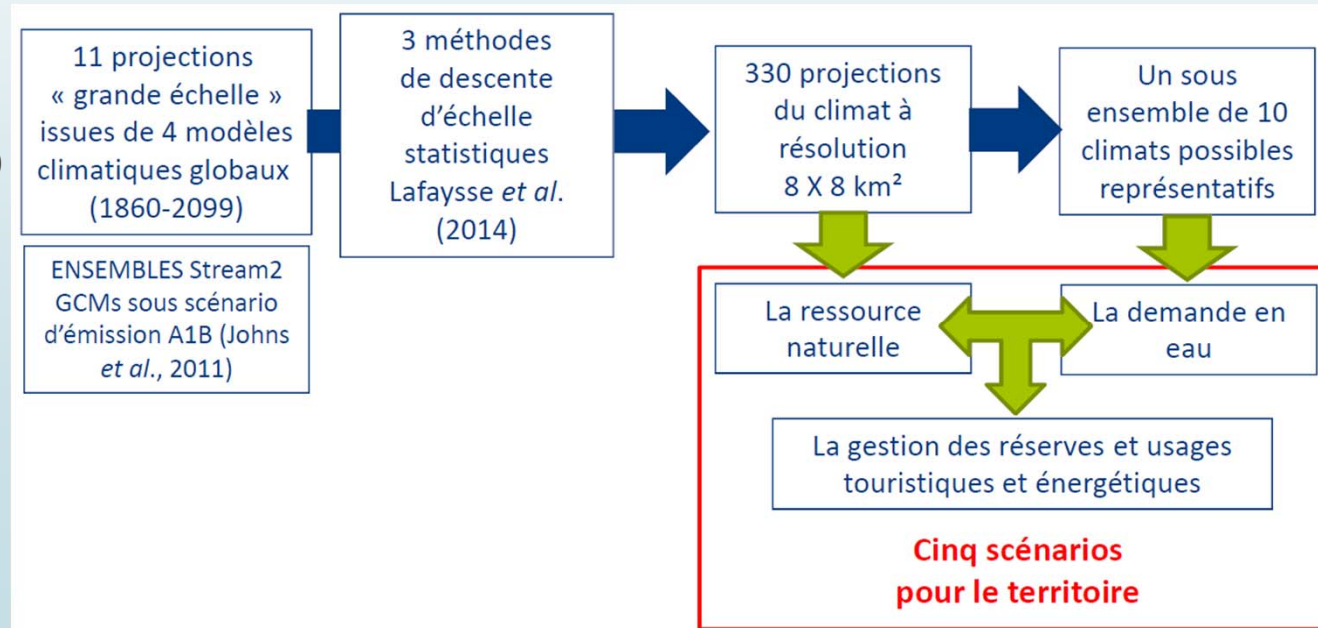 11 projections
« grande échelle »
issues de 4 modèles
climatiques globaux
(1860-2099)
ENSEMBLES Stream2
GCMs sous scénario
d’émission A1B (Johns
et al., 2011)
3 méthodes
de descente
d’échelle
statistiques
Lafaysse et al.
(2014)
330 projections
du climat à
résolution
8 X 8 km²
Un sous
ensemble de 10
climats possibles
représentatifs
La ressource
naturelle
La demande en
eau
La gestion des réserves et usages
touristiques et énergétiques
Cinq scénarios
pour le territoire